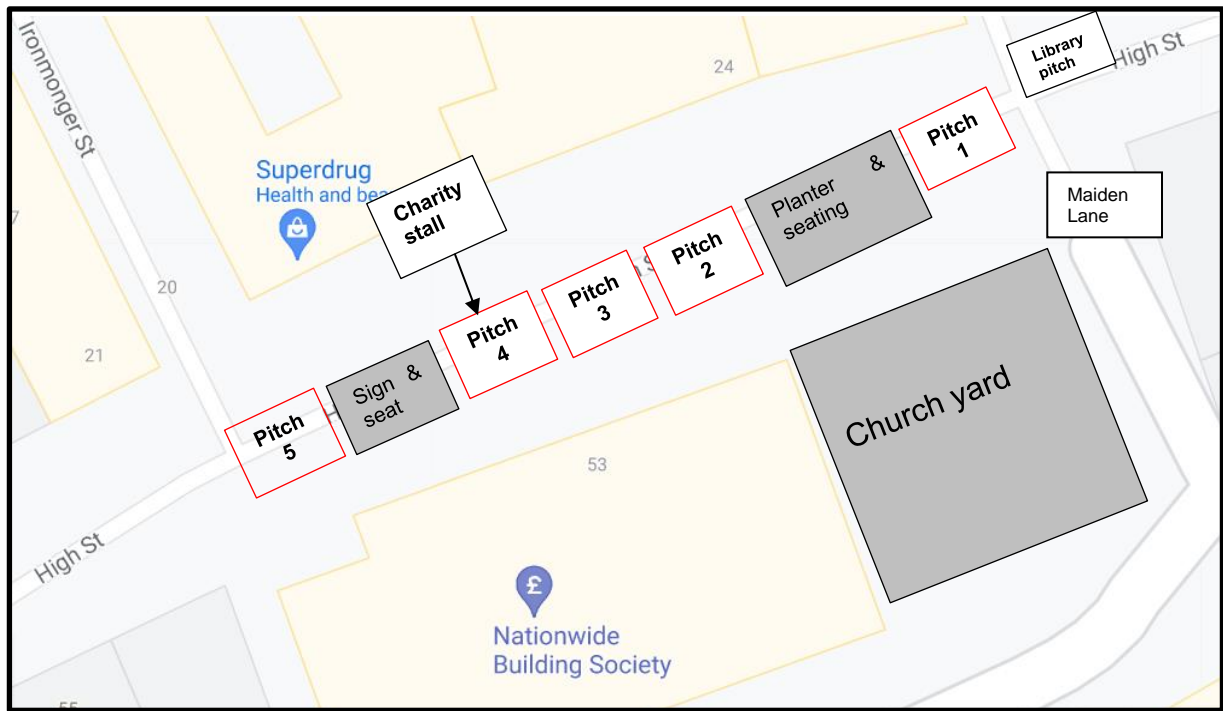 Ironmonger St
24
Library
pitch
High St
Pitch
1
Superdrug
Health and bea
Charity
stall
Planter &
seating
Maiden
Lane
Pitch
2
Pitch
3
Pitch
4
20
21
Sign &
seat
Pitch
5
Church yard
53
High St
£
Nationwide
Building Society